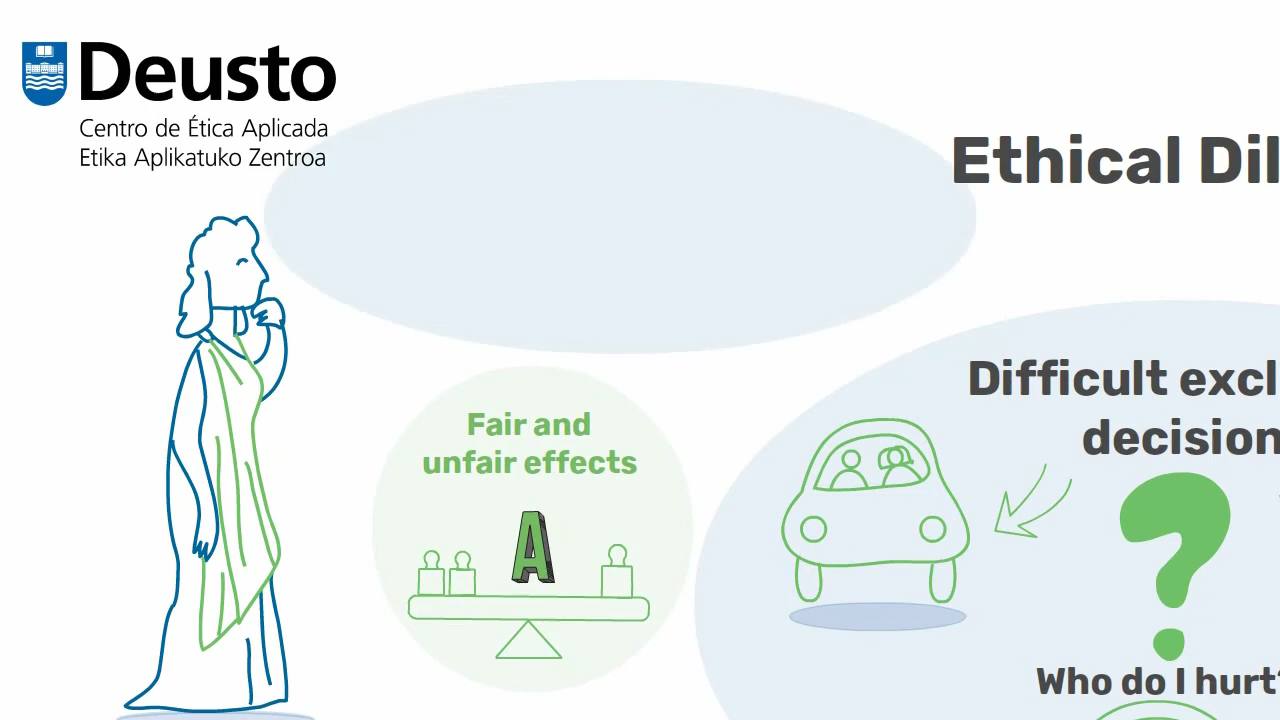 Deusto
Centro de Ética Aplicada
Etika Aplikatuko Zentroa
Ethical Dil
Difficult excl
decision
Fair and
unfair effects
A
?
Who do I hurt?